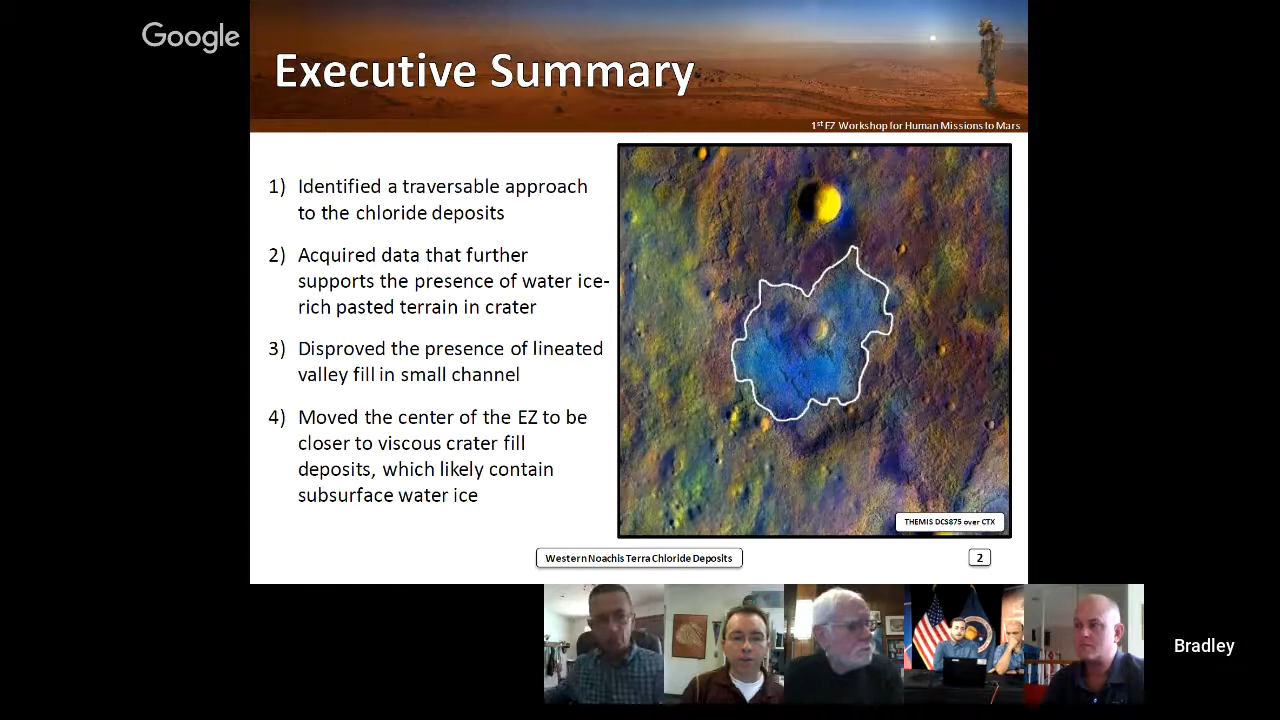 Google
Executive Summary
1st EZ Workshop for Human Missions to Mars
1) Identified a traversable approach
to the chloride deposits
2) Acquired data that further
supports the presence of water ice-
rich pasted terrain in crater
3) Disproved the presence of lineated
valley fill in small channel
4) Moved the center of the EZ to be
closer to viscous crater fill
deposits, which likely contain
subsurface water ice
THEMIS DCS875 over CTX
Western Noachis Terra Chloride Deposits
2
Bradley